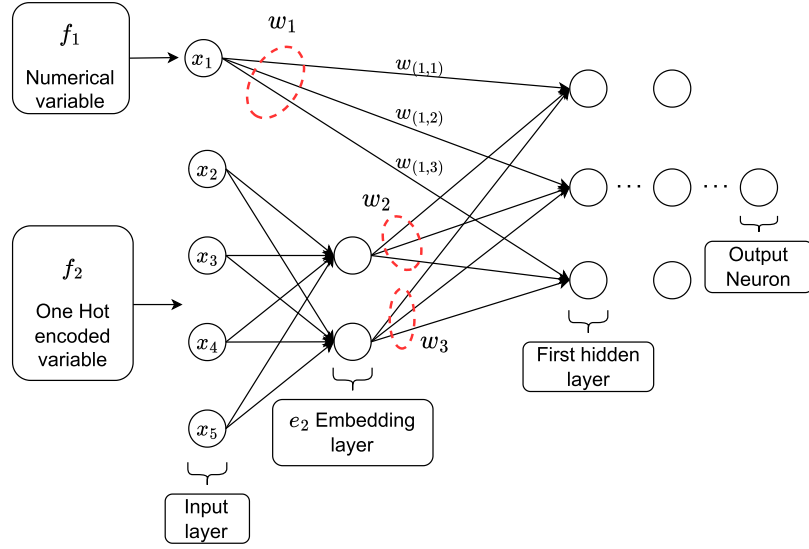 f₁
Numerical
variable
x₁
w₁
w₍₁,₁₎
w₍₁,₂₎
w₍₁,₃₎
x₂
x₃
x₄
x₅
w₂
w₃
f₂
One Hot
encoded
variable
...
...
Output
Neuron
First hidden
layer
e₂ Embedding
layer
Input
layer